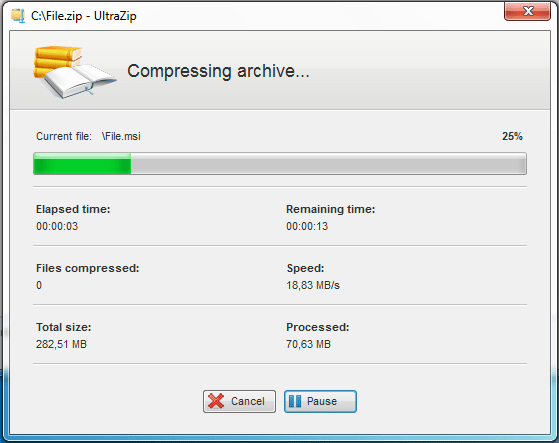 C:\File.zip - UltraZip
Compressing archive...
Current file: \File.msi 25%
Elapsed time: Remaining time:
00:00:03 00:00:13
Files compressed: Speed:
0 18,83 MB/s
Total size: Processed:
282,51 MB 70,63 MB
Cancel Pause